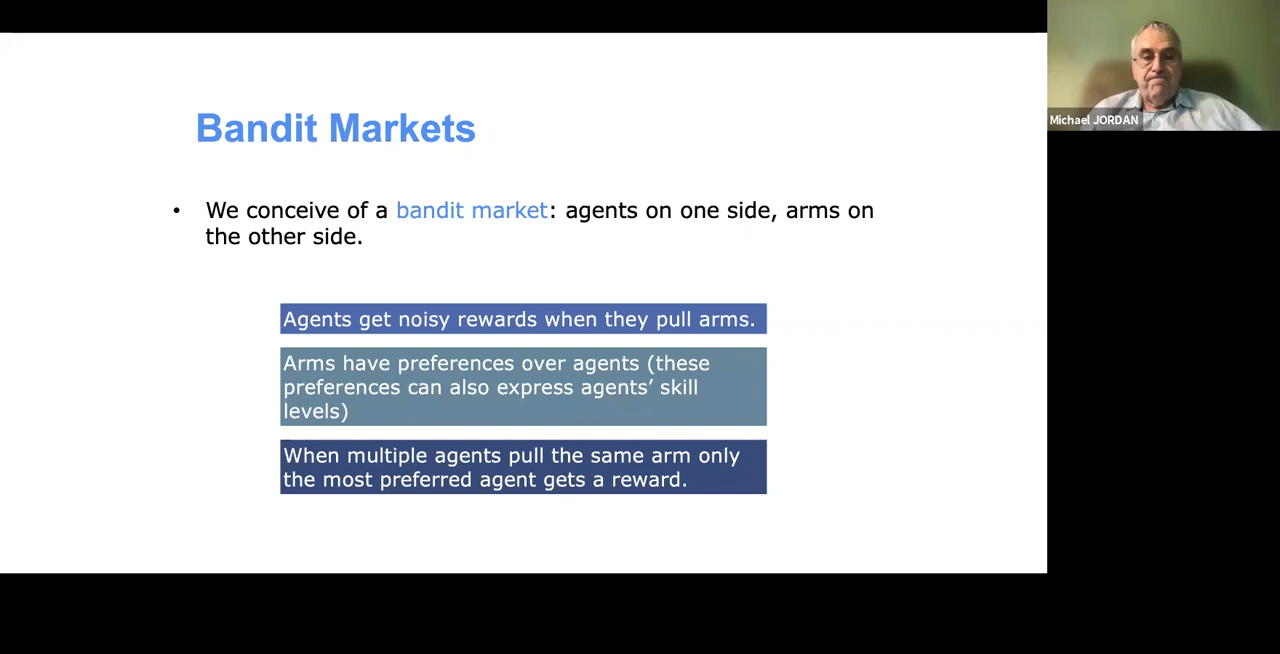 Bandit Markets
• We conceive of a bandit market: agents on one side, arms on
the other side.
Agents get noisy rewards when they pull arms.
Arms have preferences over agents (these
preferences can also express agents’ skill
levels)
When multiple agents pull the same arm only
the most preferred agent gets a reward.
Michael JORDAN